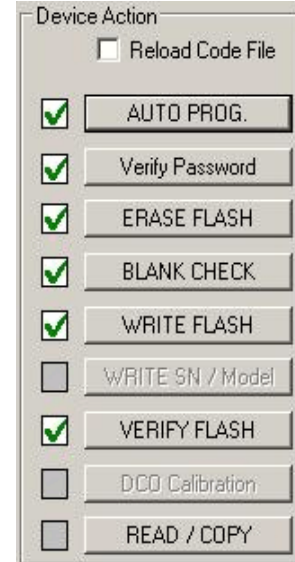 Device Action
Reload Code File
AUTO PROG.
Verify Password
ERASE FLASH
BLANK CHECK
WRITE FLASH
WRITE SN / Model
VERIFY FLASH
DCO Calibration
READ / COPY